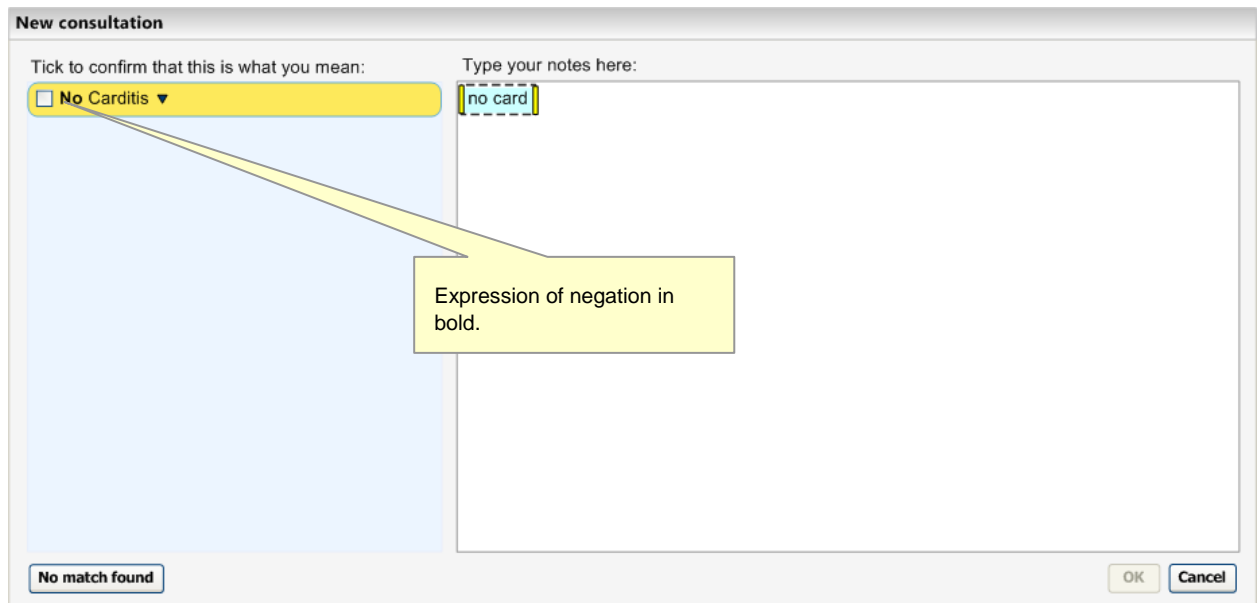 New consultation
Tick to confirm that this is what you mean:
Type your notes here:
No Carditis
no card
Expression of negation in
bold.
No match found
OK
Cancel